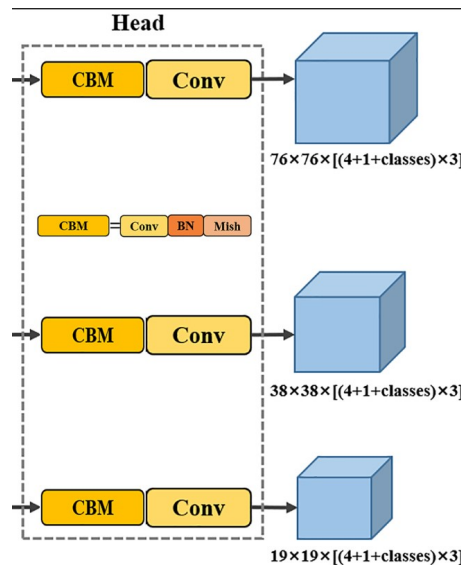 Head
CBM Conv
76×76×[(4+1+classes)×3]
CBM = Conv BN Mish
CBM Conv
38×38×[(4+1+classes)×3]
CBM Conv
19×19×[(4+1+classes)×3]